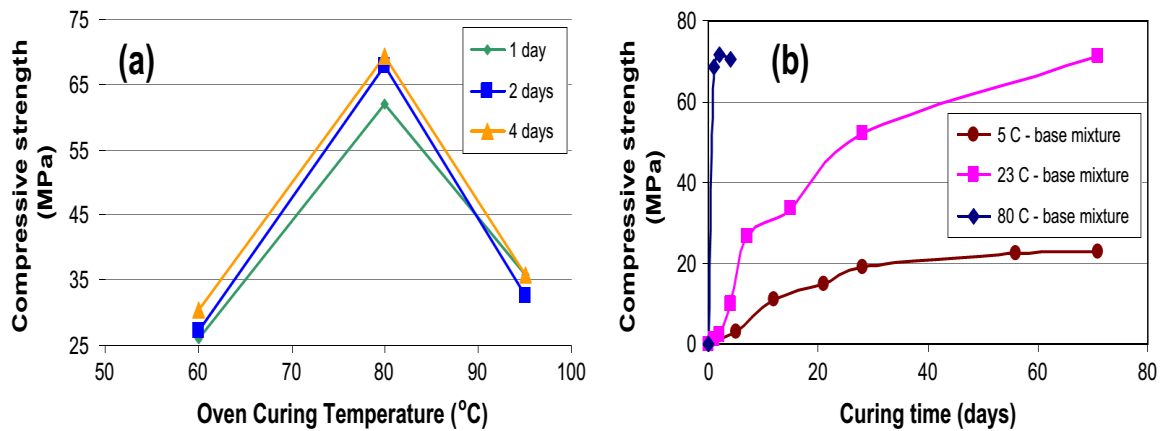 (a)
Compressive strength
(MPa)
75
65
55
45
35
25
50
60
70
80
90
100
Oven Curing Temperature (°C)
1 day
2 days
4 days
(b)
Compressive strength
(MPa)
80
60
40
20
0
0
20
40
60
80
Curing time (days)
5 C - base mixture
23 C - base mixture
80 C - base mixture